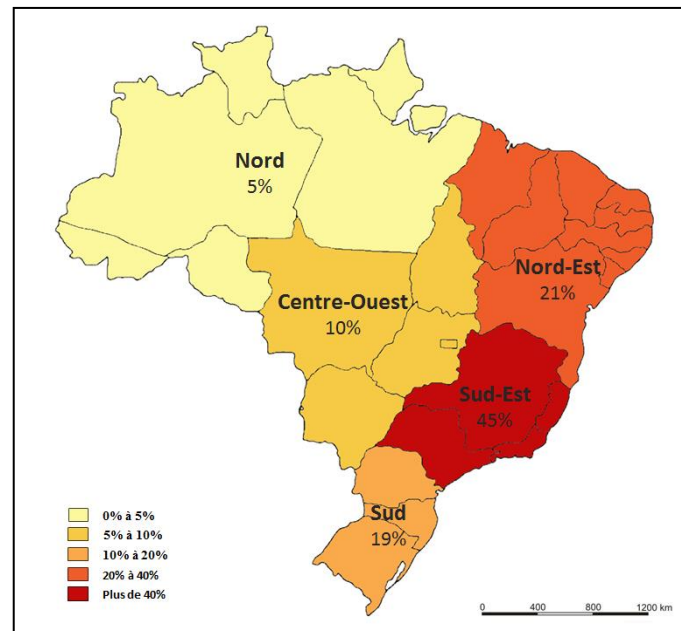 Nord
5%
Nord-Est
21%
Centre-Ouest
10%
Sud-Est
45%
Sud
19%
0% à 5%
5% à 10%
10% à 20%
20% à 40%
Plus de 40%
0 400 800 1200 km